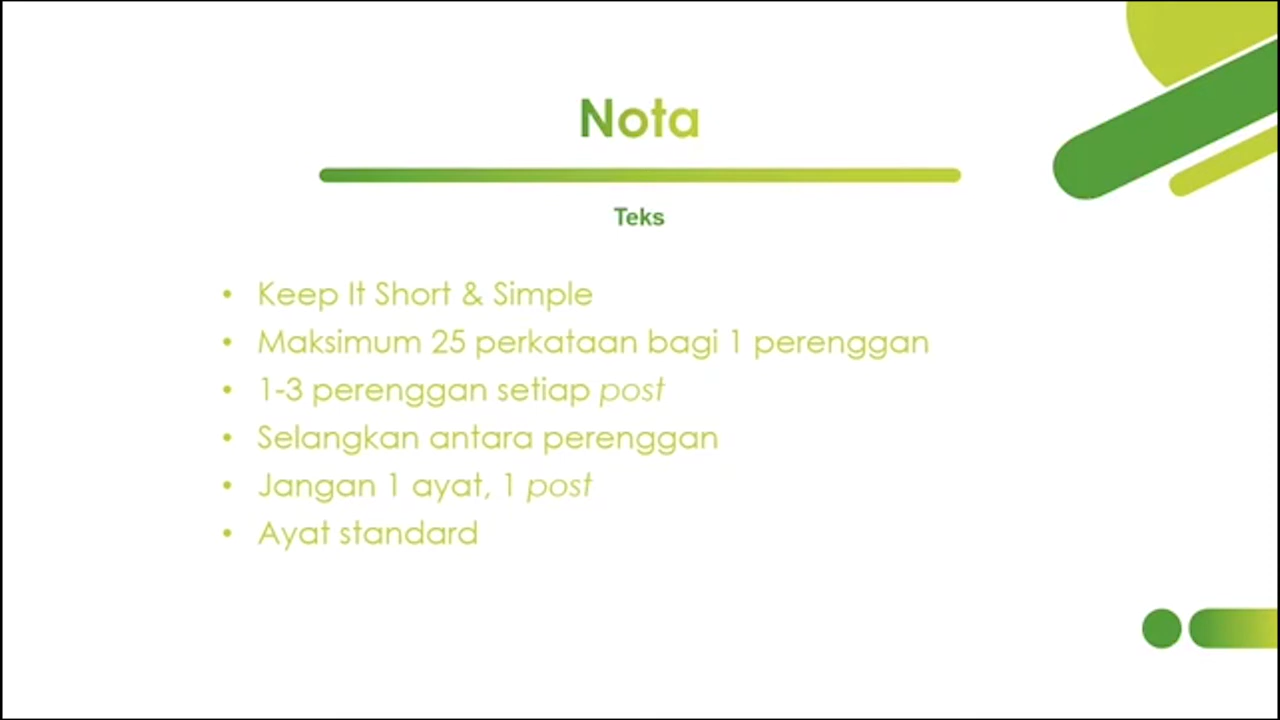 Nota
Teks
• Keep It Short & Simple
• Maksimum 25 perkataan bagi 1 perenggan
• 1-3 perenggan setiap post
• Selangkan antara perenggan
• Jangan 1 ayat, 1 post
• Ayat standard